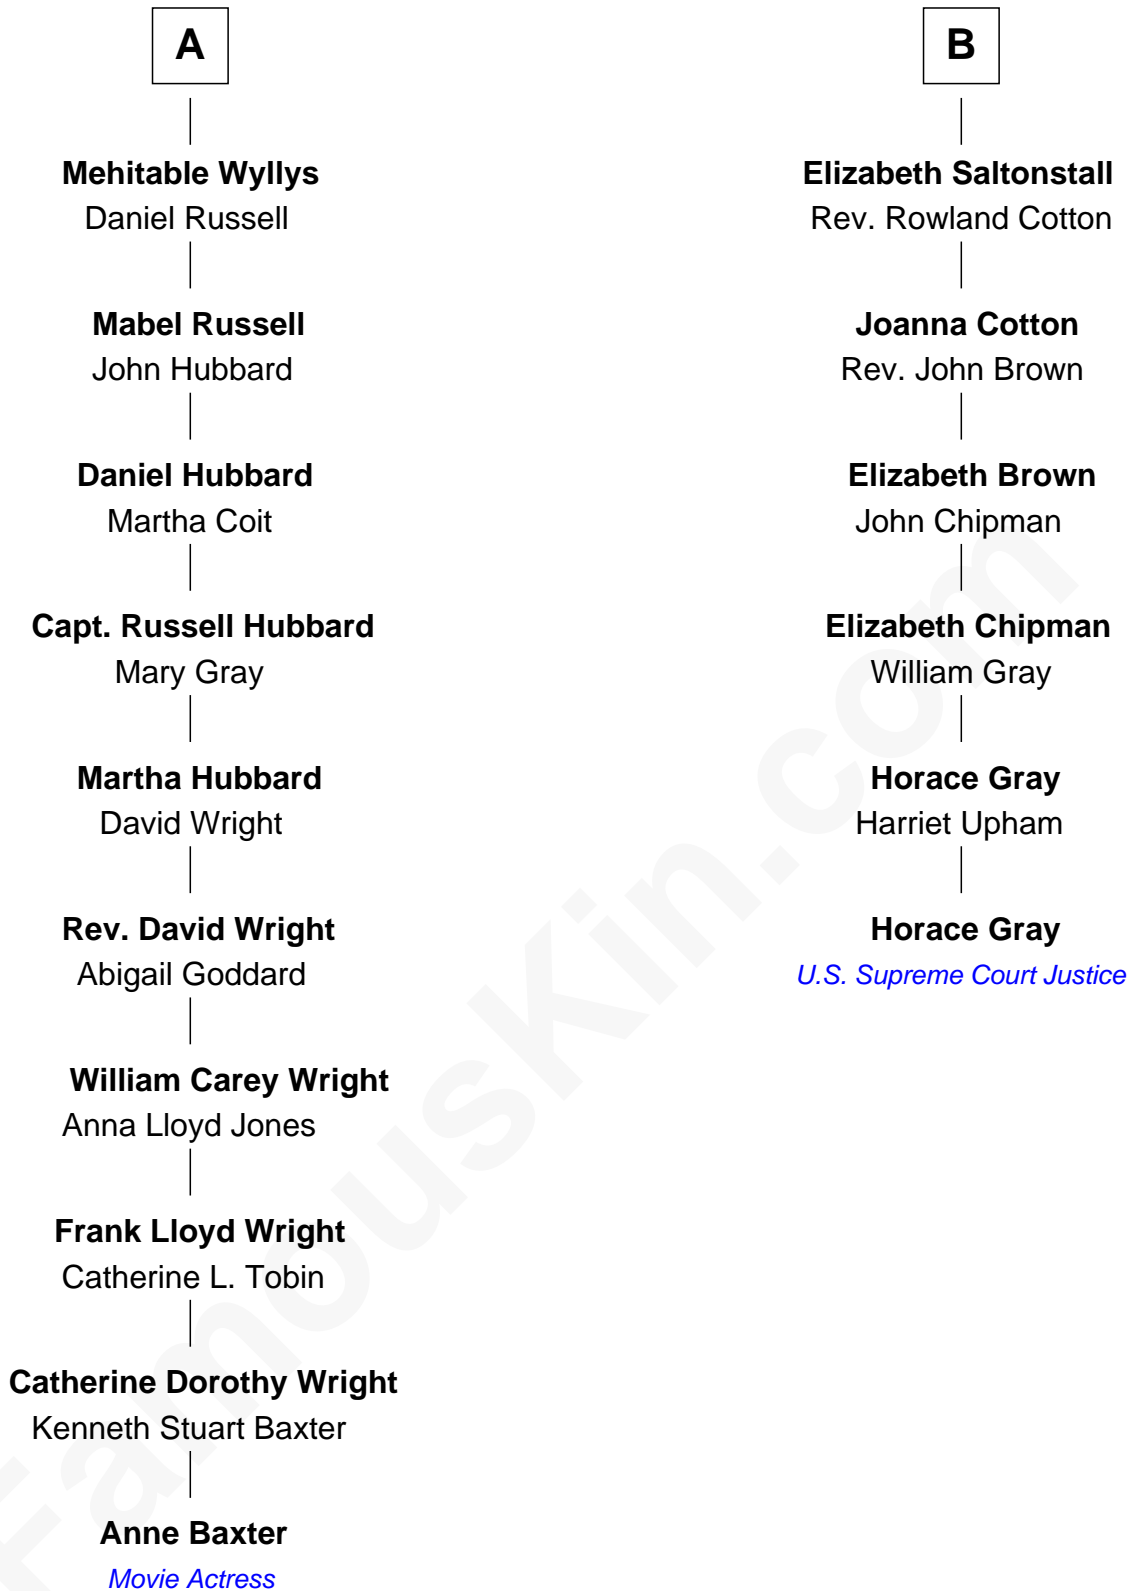 A
Mehitable Wyllys
Daniel Russell
Mabel Russell
John Hubbard
Daniel Hubbard
Martha Coit
Capt. Russell Hubbard
Mary Gray
Martha Hubbard
David Wright
Rev. David Wright
Abigail Goddard
William Carey Wright
Anna Lloyd Jones
Frank Lloyd Wright
Catherine L. Tobin
Catherine Dorothy Wright
Kenneth Stuart Baxter
Anne Baxter
Movie Actress
B
Elizabeth Saltonstall
Rev. Rowland Cotton
Joanna Cotton
Rev. John Brown
Elizabeth Brown
John Chipman
Elizabeth Chipman
William Gray
Horace Gray
Harriet Upham
Horace Gray
U.S. Supreme Court Justice
FamousKin.com